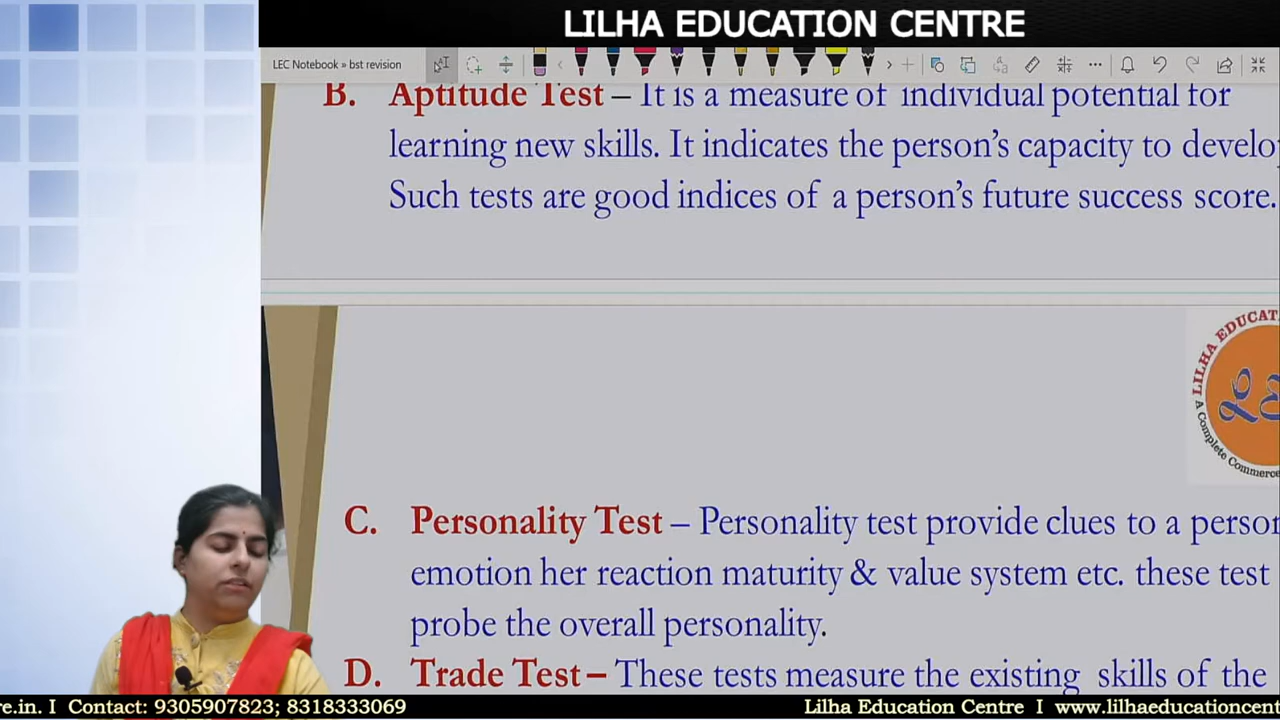 LILHA EDUCATION CENTRE
LEC Notebook » bst revision
B. Aptitude Test – It is a measure of individual potential for
learning new skills. It indicates the person's capacity to develo
Such tests are good indices of a person's future success score.
LILHA EDUCAT
A Complete Commerce
C. Personality Test – Personality test provide clues to a person
emotion her reaction maturity & value system etc. these test
probe the overall personality.
D. Trade Test – These tests measure the existing skills of the
re.in. I Contact: 9305907823; 8318333069
Lilha Education Centre I www.lilhaeducationcent